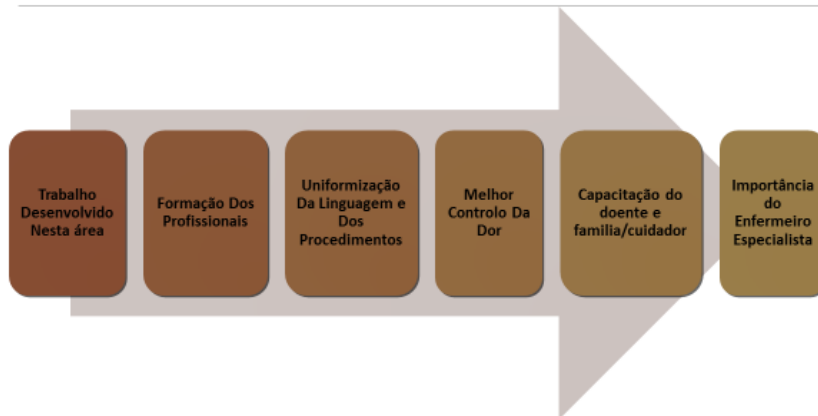 Trabalho
Desenvolvido
Nesta área
Formação Dos
Profissionais
Uniformização
Da Linguagem e
Dos
Procedimentos
Melhor
Controlo Da
Dor
Capacitação do
doente e
familia/cuidador
Importância
do
Enfermeiro
Especialista